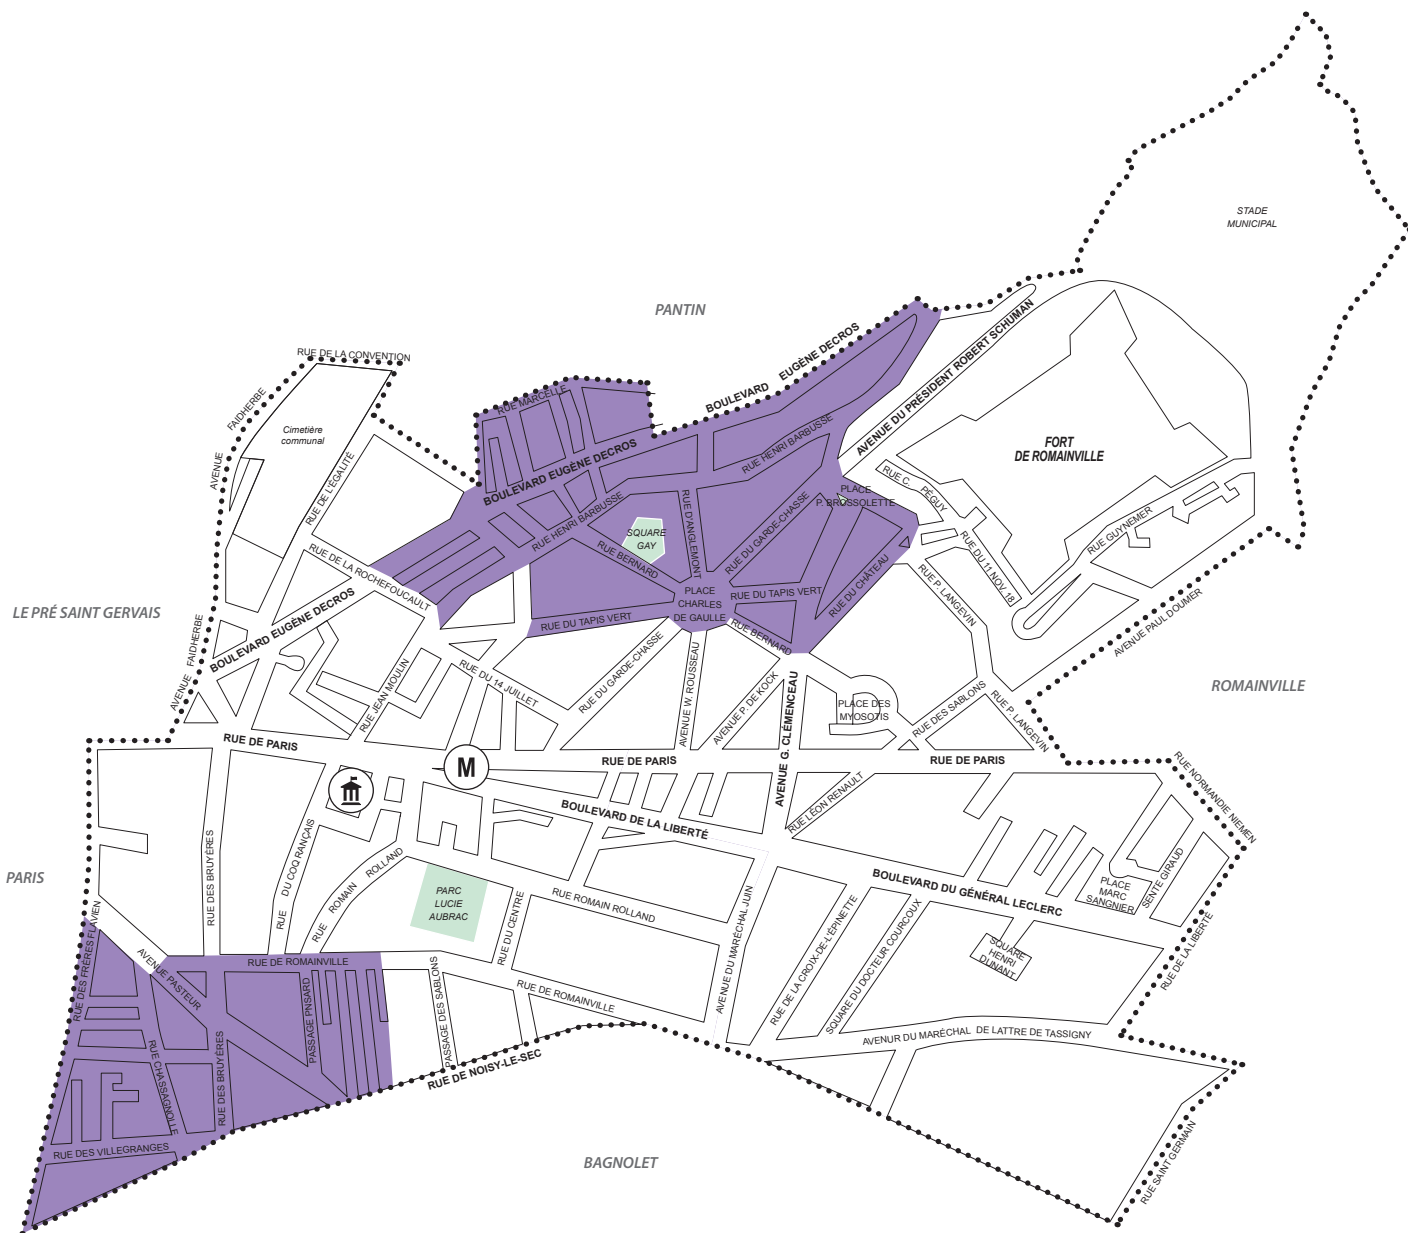 STADE
MUNICIPAL
PANTIN
AVENUE DU PRÉSIDENT ROBERT SCHUMAN
BOULEVARD
EUGÈNE DECROS
RUE DE LA CONVENTION
FAIDHERBE
AVENUE
Cimetière
communal
RUE MARCELLE
RUE HENRI BARBUSSE
FORT
DE ROMAINVILLE
BOULEVARD EUGÈNE DECROS
RUE DE L'ÉGALITÉ
RUE C.
PÉGUY
PLACE
P. BROSSOLETTE
RUE HENRI BARBUSSE
RUE D'ANGLEMONT
RUE DU GARDE-CHASSE
SQUARE
GAY
RUE BERNARD
RUE GUYNEMER
RUE DU 11 NOV. 18
RUE DE LA ROCHEFOUCAULT
PLACE
CHARLES
DE GAULLE
RUE DU TAPIS VERT
RUE DU CHÂTEAU
RUE P. LANGEVIN
LE PRÉ SAINT GERVAIS
BOULEVARD EUGÈNE DECROS
RUE DU TAPIS VERT
RUE BERNARD
AVENUE PAUL DOUMER
AVENUE
FAIDHERBE
RUE JEAN MOULIN
RUE DU 14 JUILLET
RUE DU GARDE-CHASSE
AVENUE W. ROUSSEAU
AVENUE P. DE KOCK
AVENUE G. CLÉMENCEAU
PLACE DES
MYOSOTIS
RUE DES SABLONS
RUE P. LANGEVIN
ROMAINVILLE
RUE DE PARIS
M
RUE DE PARIS
RUE DE PARIS
RUE NORMANDIE NIEMEN
BOULEVARD DE LA LIBERTÉ
RUE LÉON RENAULT
RUE DES BRUYÈRES
RUE
DU COQ RANÇAIS
RUE
ROMAIN
ROLLAND
PARIS
PARC
LUCIE
AUBRAC
RUE DU CENTRE
RUE ROMAIN ROLLAND
BOULEVARD DU GÉNÉRAL LECLERC
PLACE
MARC
SANGNIER
SENTE GIRAUD
AVENUE DU MARÉCHAL JUIN
RUE DE LA CROIX-DE-L'ÉPINETTE
SQUARE DU DOCTEUR COURCOUX
SQUARE
HENRI
DUNANT
RUE DE LA LIBERTÉ
RUE DES FRÈRES FLAVIEN
AVENUE PASTEUR
RUE DE ROMAINVILLE
PASSAGE PNSARD
PASSAGE DES SABLONS
RUE DE ROMAINVILLE
AVENUR DU MARÉCHAL DE LATTRE DE TASSIGNY
RUE CHASSAGNOLLE
RUE DES BRUYÈRES
RUE DE NOISY-LE-SEC
RUE DES VILLEGRANGES
BAGNOLET
RUE SAINT GERMAIN